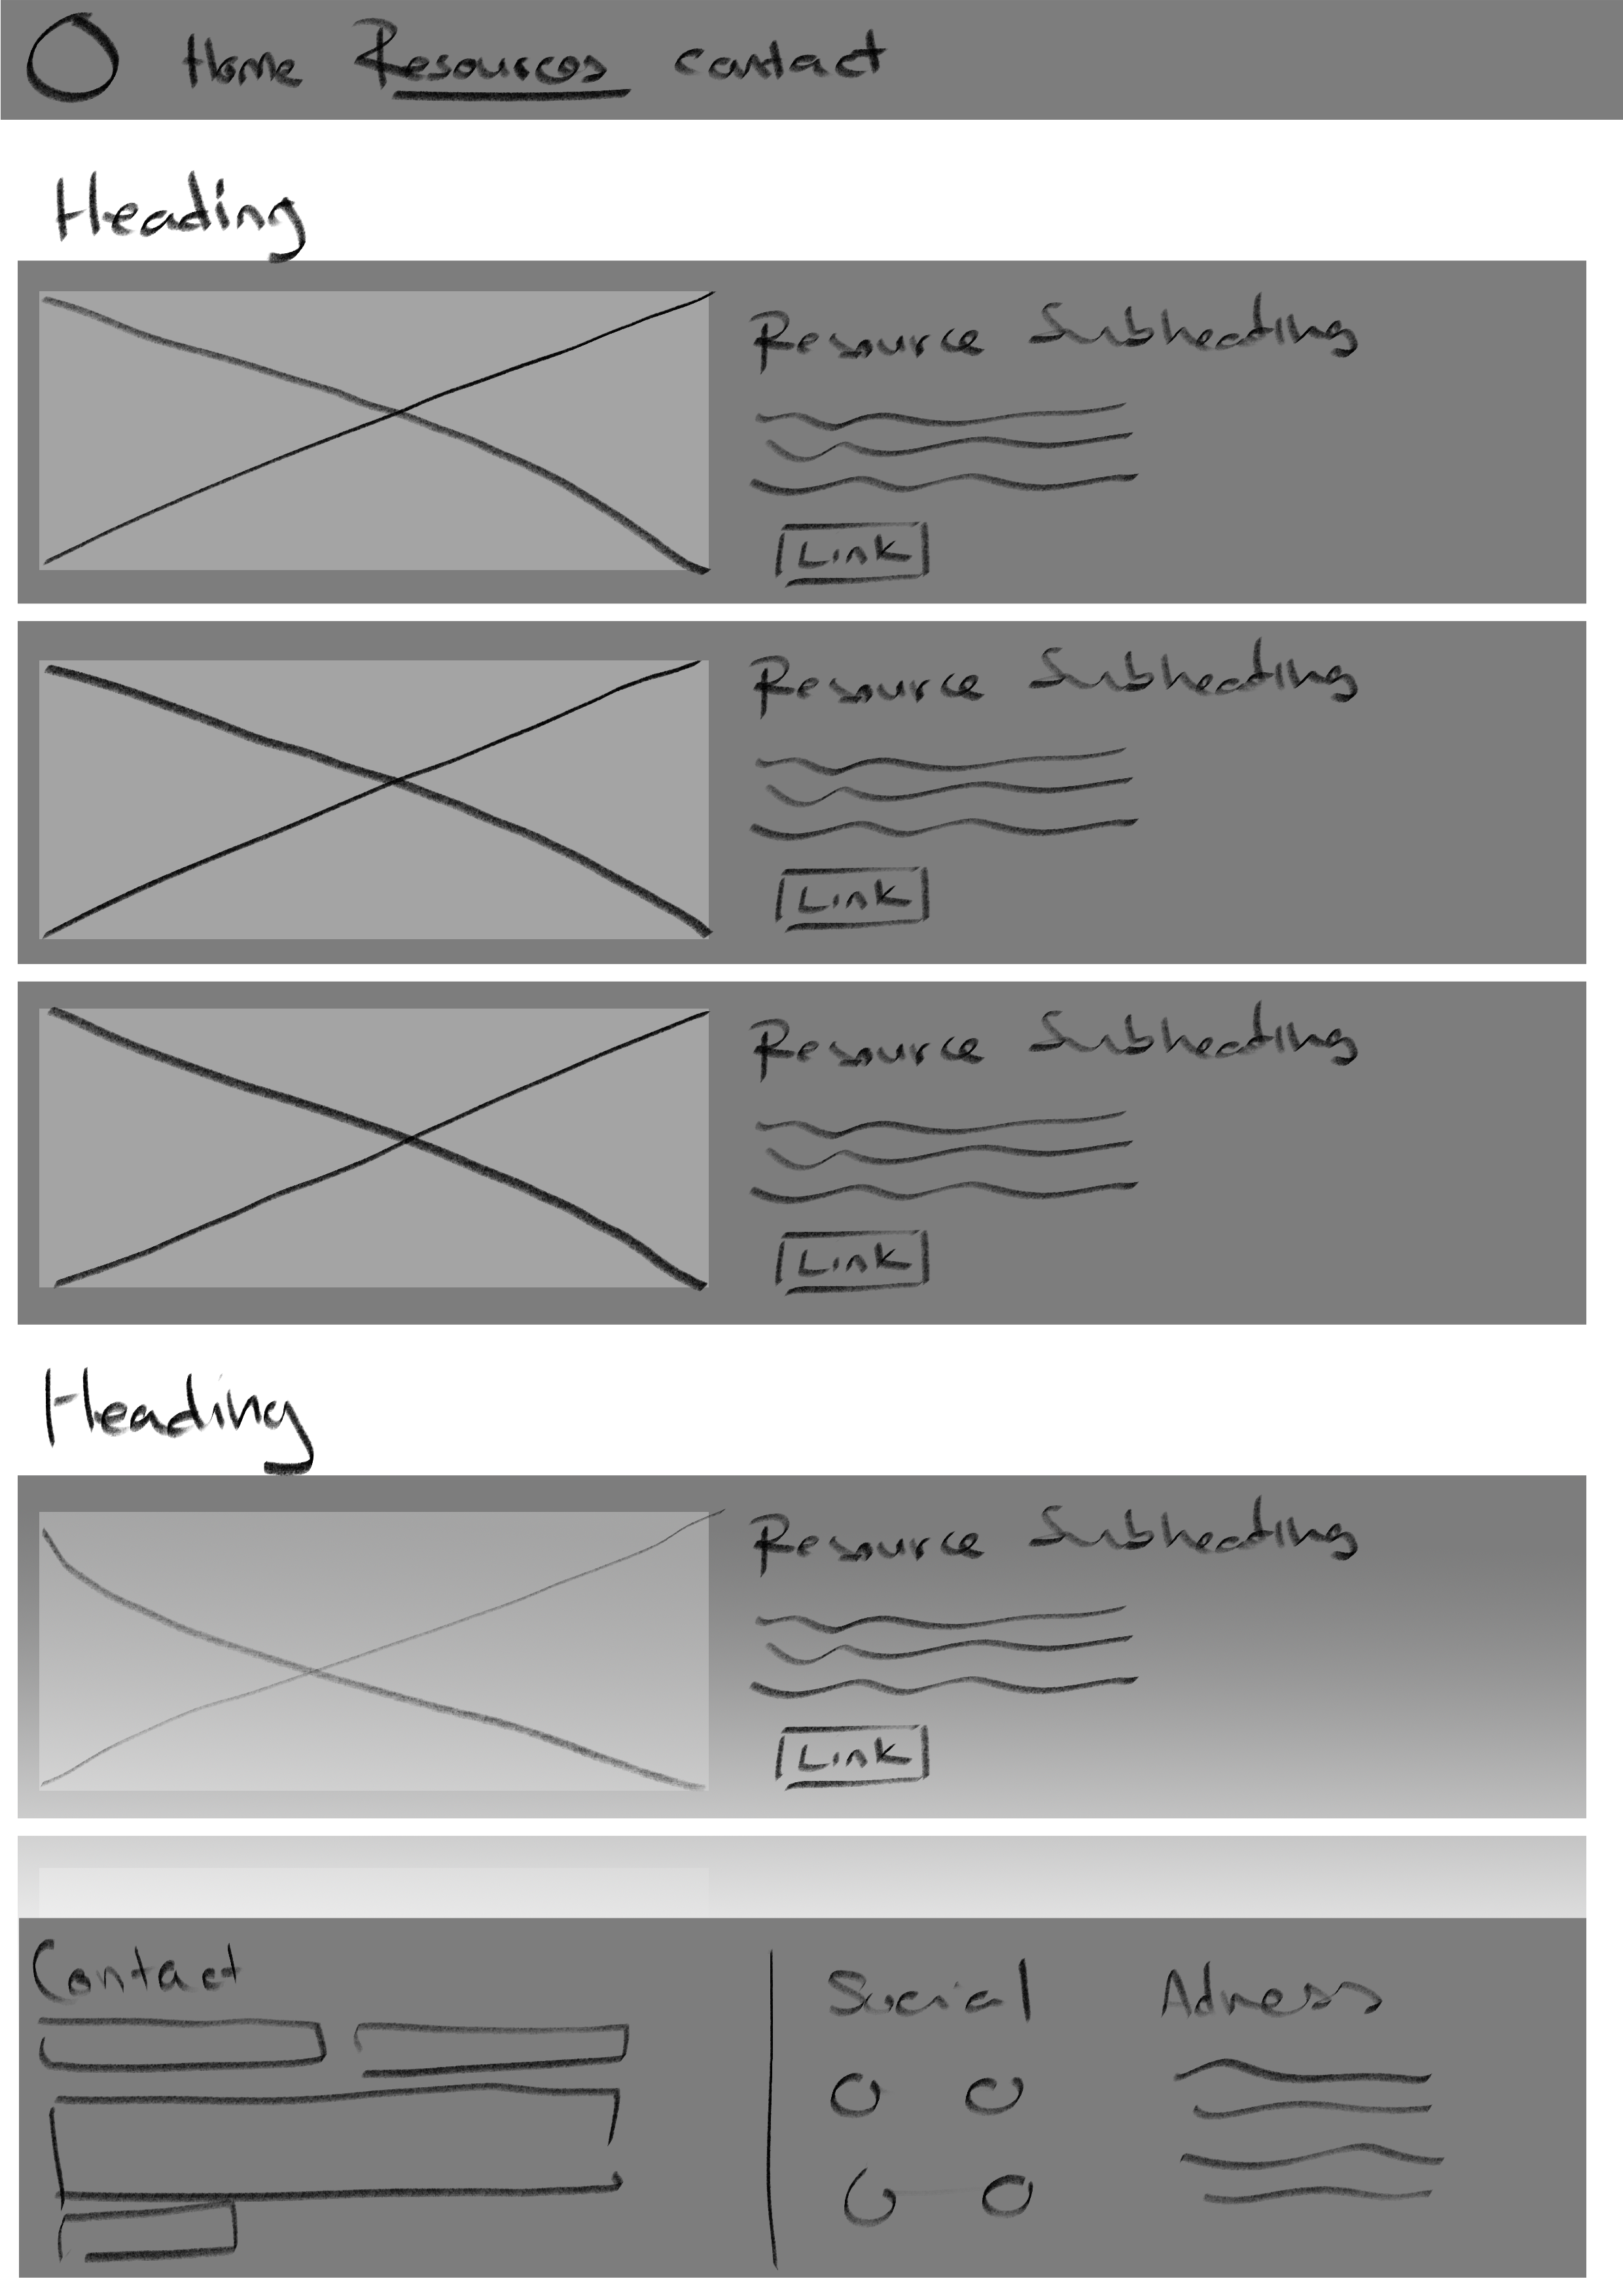 Home Resources contact
Heading
Resource Subheading
Link
Resource Subheading
Link
Resource Subheading
Link
Heading
Resource Subheading
Link
Contact
Social
Adress